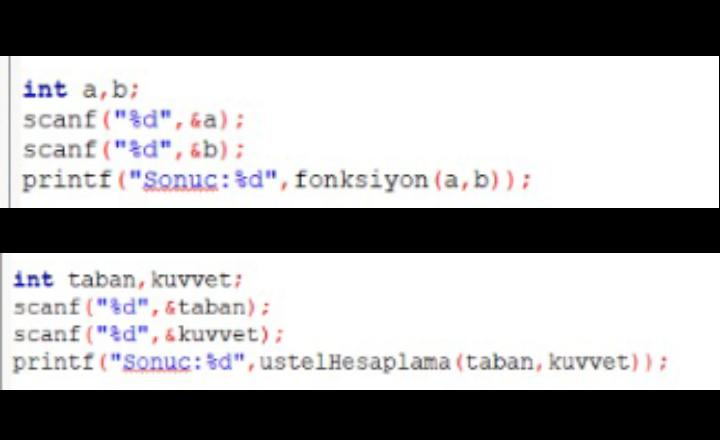 int a,b;
scanf("%d",&a);
scanf("%d",&b);
printf("Sonuc:%d",fonksiyon(a,b));
int taban,kuvvet;
scanf("%d",&taban);
scanf("%d",&kuvvet);
printf("Sonuc:%d",ustelHesaplama(taban,kuvvet));